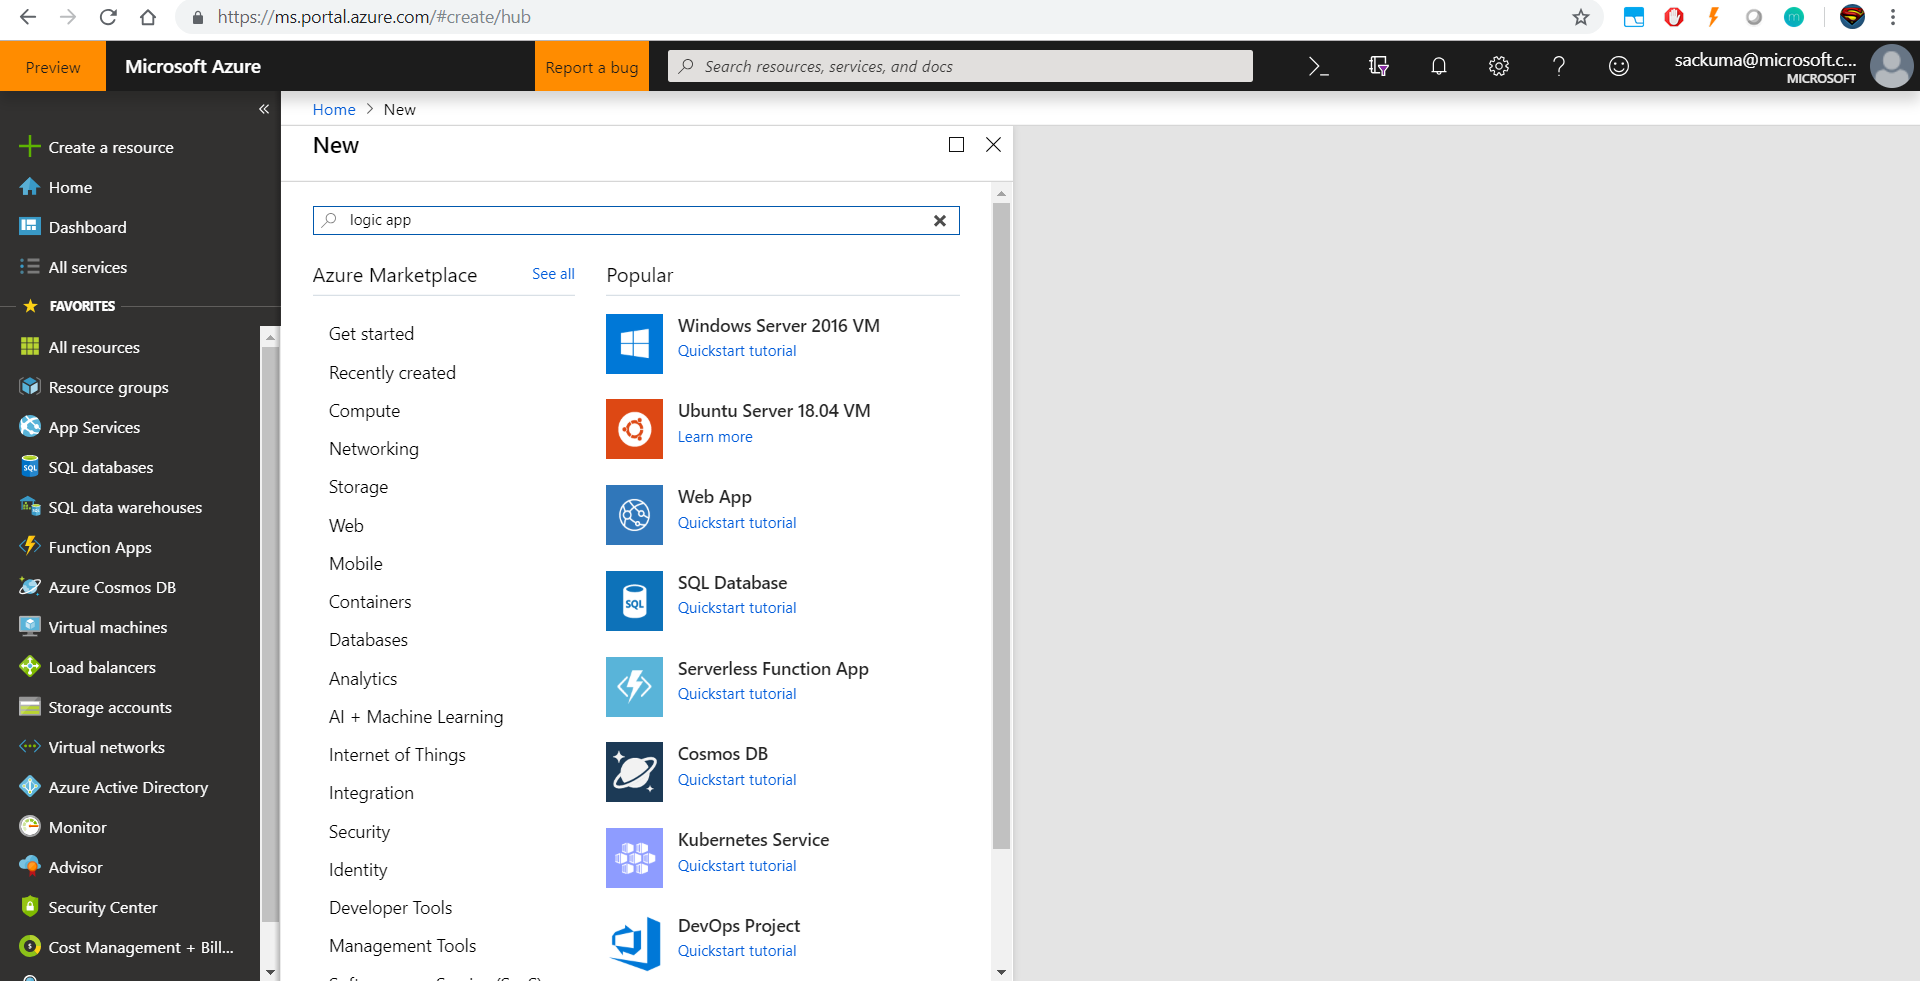 https://ms.portal.azure.com/#create/hub
Preview
Microsoft Azure
Report a bug
Search resources, services, and docs
sackuma@microsoft.c...
MICROSOFT
Create a resource
Home
Dashboard
All services
FAVORITES
All resources
Resource groups
App Services
SQL databases
SQL data warehouses
Function Apps
Azure Cosmos DB
Virtual machines
Load balancers
Storage accounts
Virtual networks
Azure Active Directory
Monitor
Advisor
Security Center
Cost Management + Bill...
Home > New
New
logic app
Azure Marketplace
See all
Get started
Recently created
Compute
Networking
Storage
Web
Mobile
Containers
Databases
Analytics
AI + Machine Learning
Internet of Things
Integration
Security
Identity
Developer Tools
Management Tools
Popular
Windows Server 2016 VM
Quickstart tutorial
Ubuntu Server 18.04 VM
Learn more
Web App
Quickstart tutorial
SQL
SQL Database
Quickstart tutorial
Serverless Function App
Quickstart tutorial
Cosmos DB
Quickstart tutorial
Kubernetes Service
Quickstart tutorial
DevOps Project
Quickstart tutorial